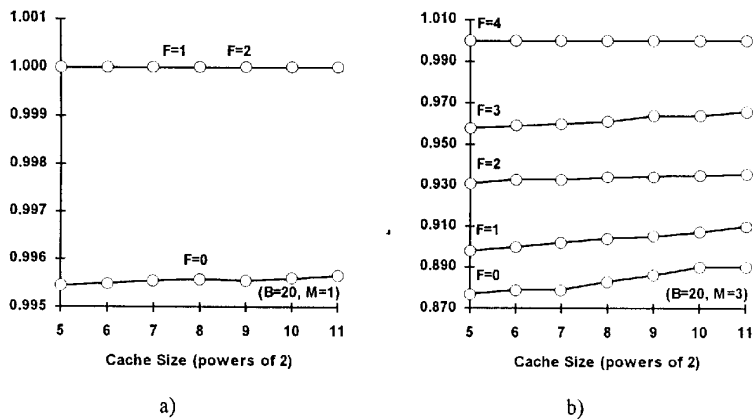 1.001
1.000
0.999
0.998
0.997
0.996
0.995
F=1 F=2
F=0
(B=20, M=1)
5 6 7 8 9 10 11
Cache Size (powers of 2)
a)
1.010
0.990
0.970
0.950
0.930
0.910
0.890
0.870
F=4
F=3
F=2
F=1
F=0
(B=20, M=3)
5 6 7 8 9 10 11
Cache Size (powers of 2)
b)